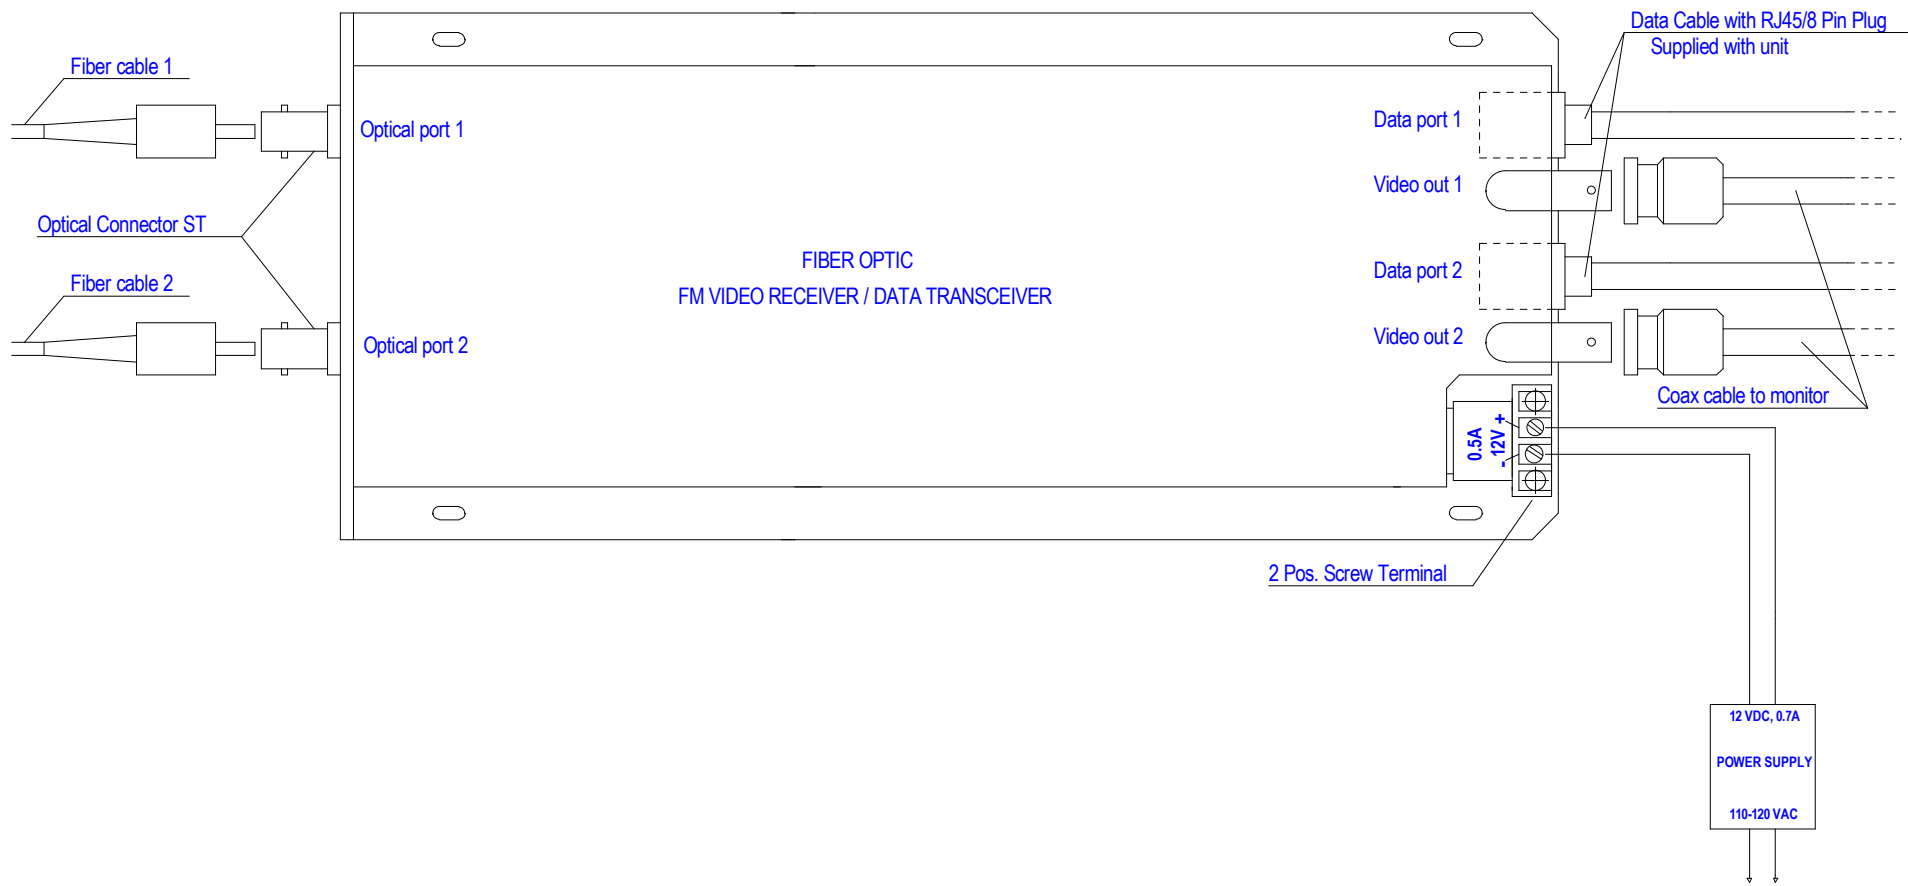 Data Cable with RJ45/8 Pin Plug
Supplied with unit
Fiber cable 1
Optical port 1
Data port 1
Video out 1
Optical Connector ST
FIBER OPTIC
FM VIDEO RECEIVER / DATA TRANSCEIVER
Data port 2
Fiber cable 2
Optical port 2
Video out 2
Coax cable to monitor
0.5A
- 12V +
2 Pos. Screw Terminal
12 VDC, 0.7A
POWER SUPPLY
110-120 VAC